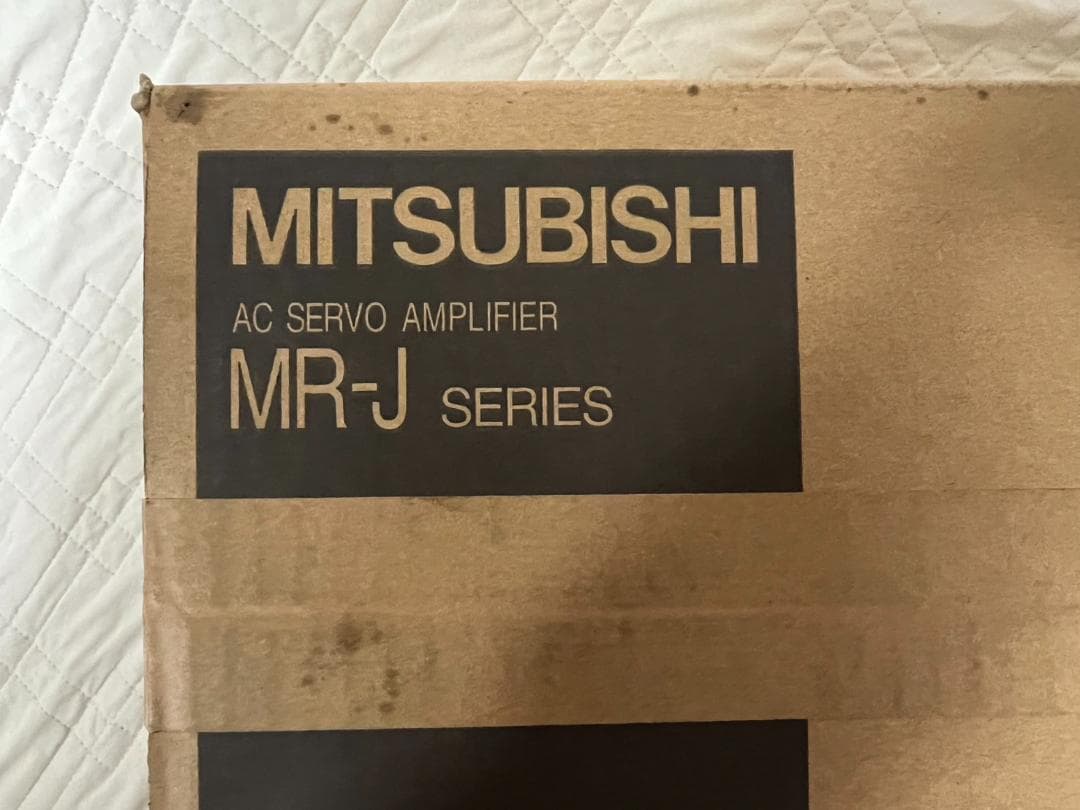 MITSUBISHI
AC SERVO AMPLIFIER
MR-J SERIES